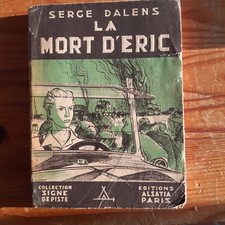 SERGE DALENS
LA
MORT D'ERIC
COLLECTION
SIGNE
DE PISTE
EDITIONS
ALSATIA
PARIS